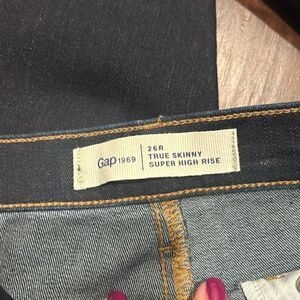 Gap 1969
26R
TRUE SKINNY
SUPER HIGH RISE